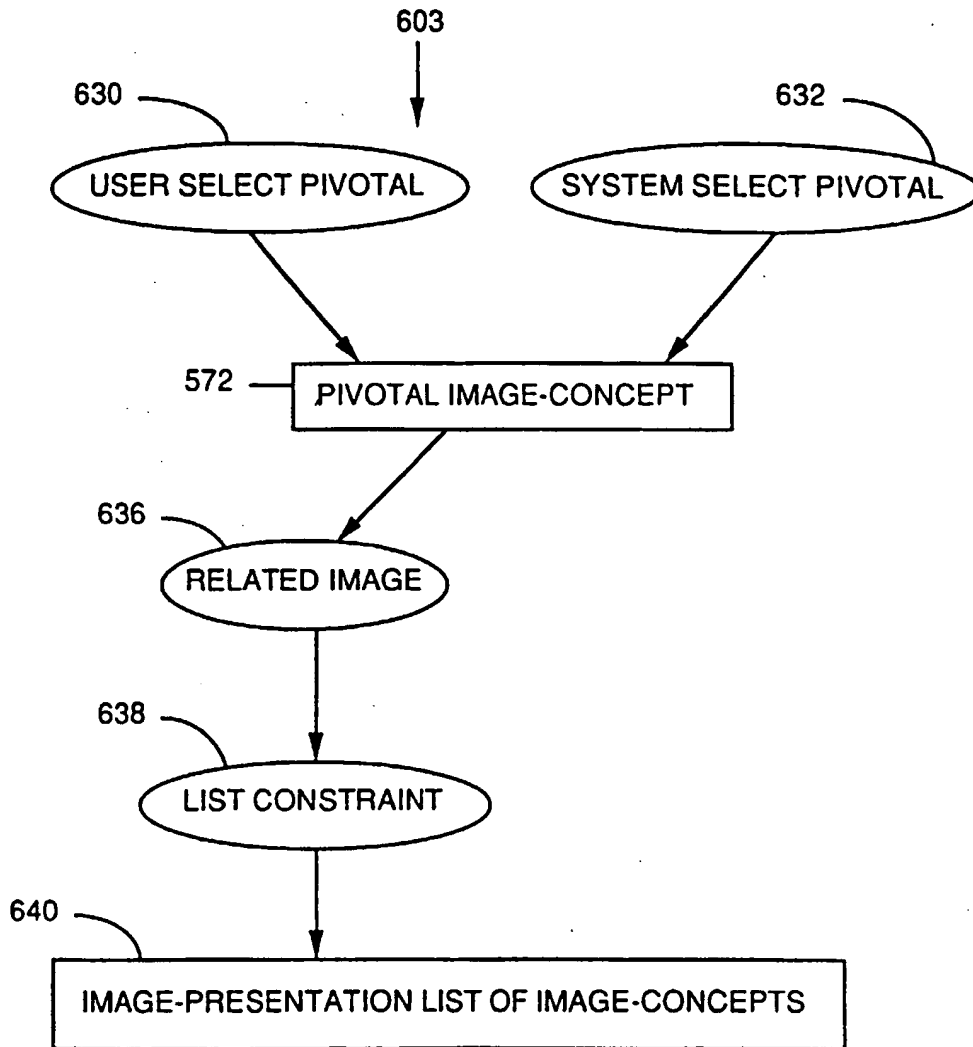 603
630
632
USER SELECT PIVOTAL
SYSTEM SELECT PIVOTAL
572
PIVOTAL IMAGE-CONCEPT
636
RELATED IMAGE
638
LIST CONSTRAINT
640
IMAGE-PRESENTATION LIST OF IMAGE-CONCEPTS